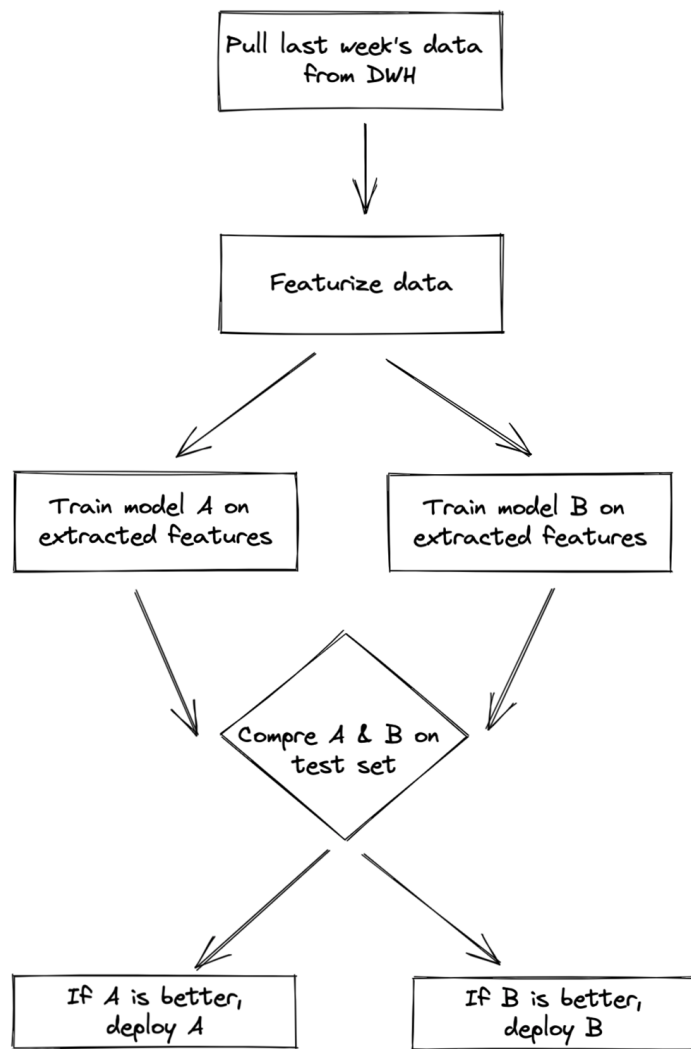 Pull last week's data
from DWH
Featurize data
Train model A on
extracted features
Train model B on
extracted features
Compre A & B on
test set
If A is better,
deploy A
If B is better,
deploy B